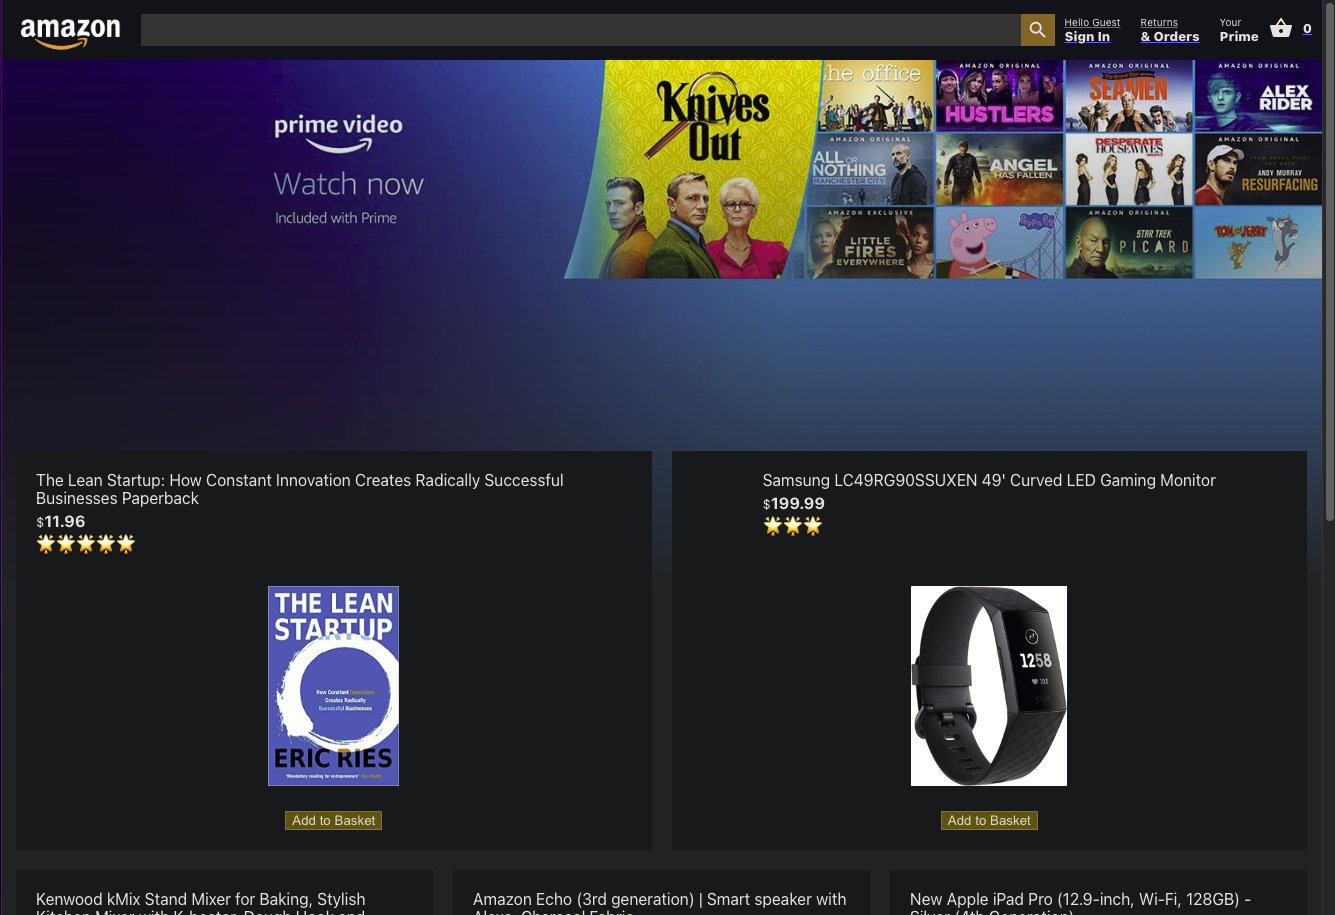 amazon
Hello Guest
Sign In
Returns
& Orders
Your
Prime
0
prime video
Watch now
Included with Prime
Knives
Out
the office
AMAZON ORIGINAL
HUSTLERS
AMAZON ORIGINAL
SEAMEN
AMAZON ORIGINAL
ALEX
RIDER
AMAZON ORIGINAL
ALL OR
NOTHING
MANCHESTER CITY
ANGEL
HAS FALLEN
DESPERATE
HOUSEWIVES
AMAZON ORIGINAL
ANDY MURRAY
RESURFACING
AMAZON EXCLUSIVE
LITTLE
FIRES
EVERYWHERE
Peppa Pig
AMAZON ORIGINAL
STAR TREK
PICARD
TOM and JERRY
The Lean Startup: How Constant Innovation Creates Radically Successful
Businesses Paperback
$11.96
THE LEAN
STARTUP
How Constant Innovation
Creates Radically
Successful Businesses
ERIC RIES
'Mandatory reading for entrepreneurs'
Add to Basket
Samsung LC49RG90SSUXEN 49' Curved LED Gaming Monitor
$199.99
1258
103
Add to Basket
Kenwood kMix Stand Mixer for Baking, Stylish
Kitchen Mixer with K-beater, Dough Hook and
Amazon Echo (3rd generation) | Smart speaker with
Alexa, Charcoal Fabric
New Apple iPad Pro (12.9-inch, Wi-Fi, 128GB) -
Silver (4th Generation)